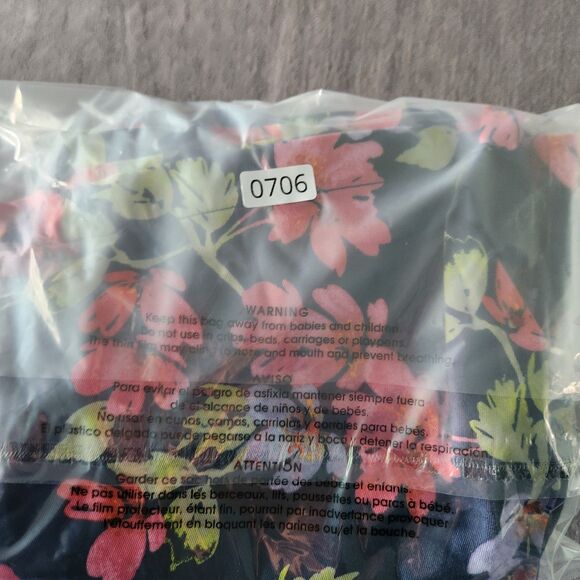 0706
WARNING
Keep this bag away from babies and children.
Do not use in cribs, beds, carriages or playpens.
The thin film may cling to nose and mouth and prevent breathing.
AVISO
Para evitar el peligro de asfixia mantener siempre fuera
de el alcance de niños y de bebés.
No usar en cunas, camas, carriolas y corrales para bebés.
El plastico delgado puede pegarse a la nariz y boca y detener la respiración
ATTENTION
Garder ce sac hors de portée des bébés et enfants.
Ne pas utiliser dans les berceaux, lits, poussettes ou parcs à bébé.
Le film protecteur, étant fin, pourrait par inadvertance provoquer
l'étouffement en bloquant les narines ou/et la bouche.